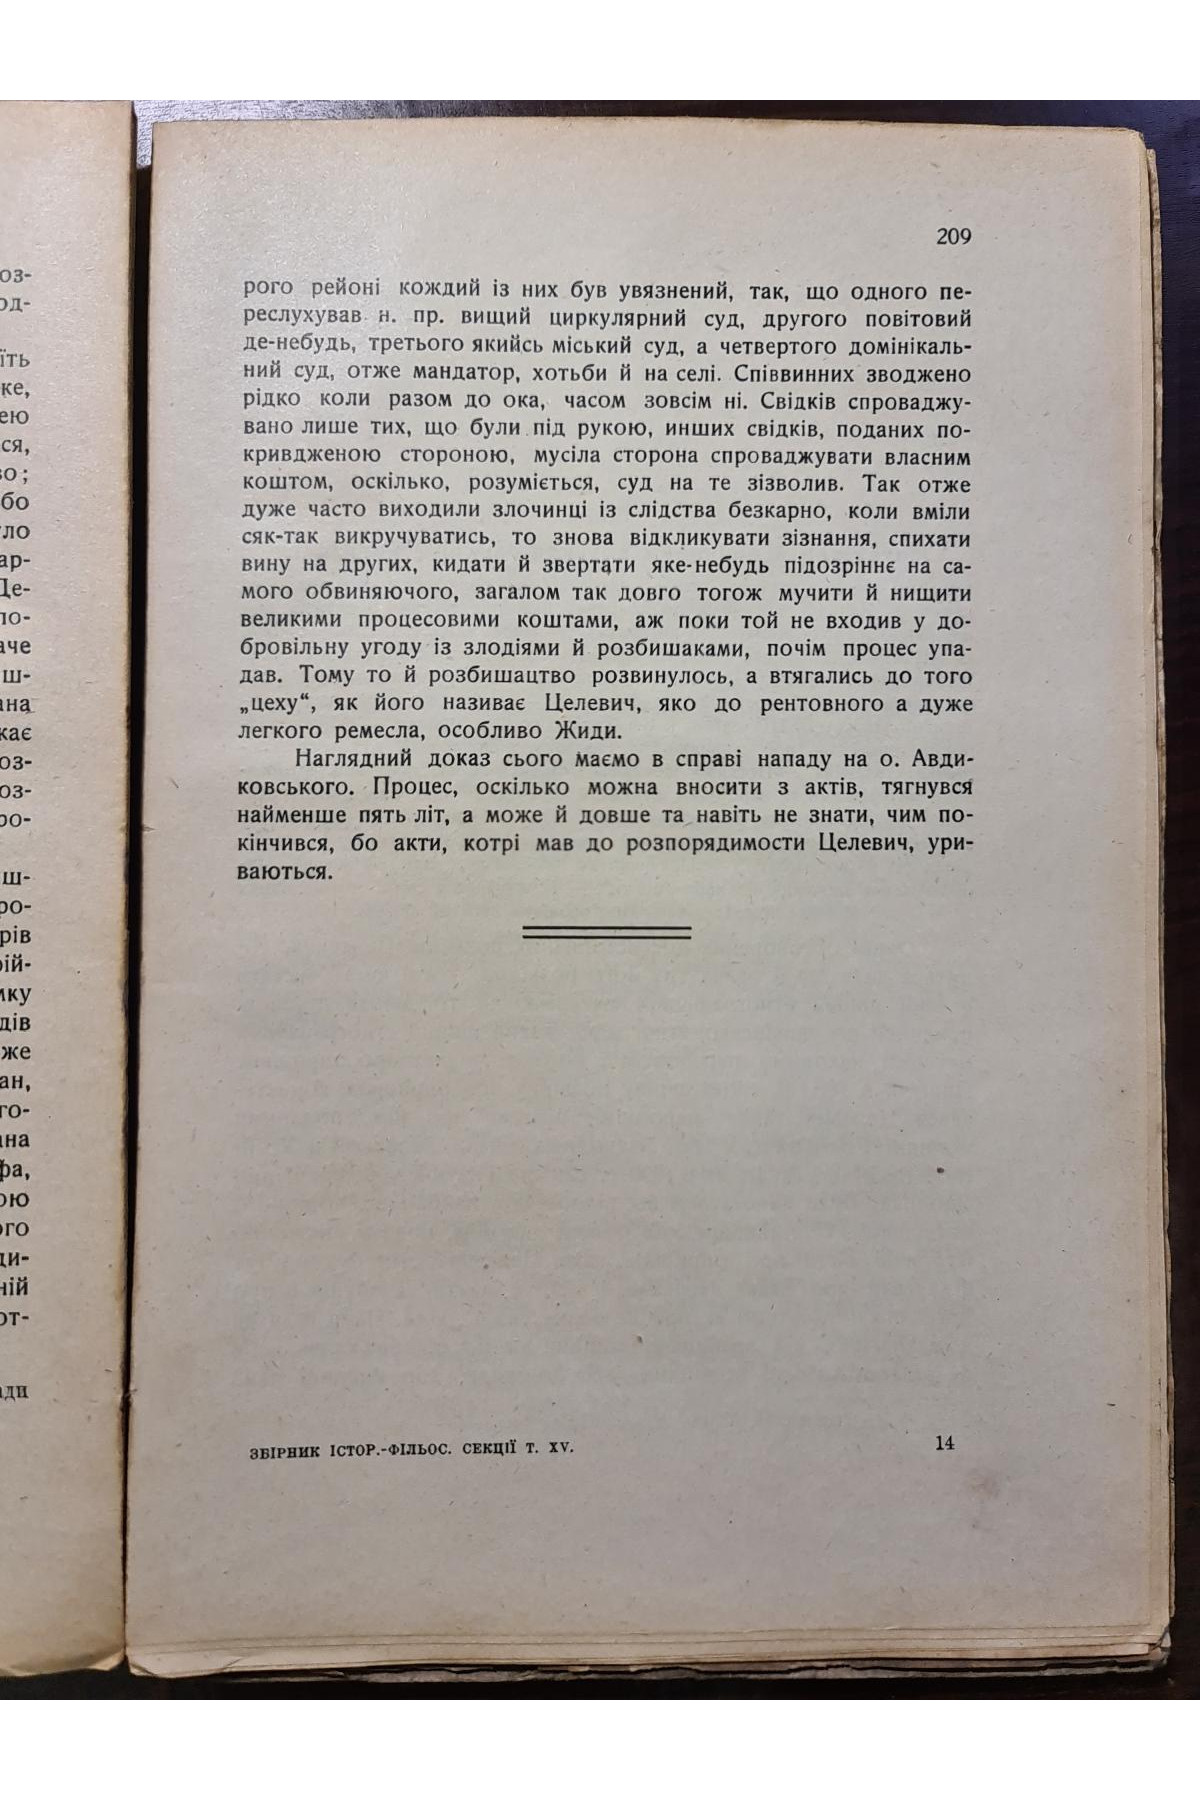 209
рого районі кождий із них був увязнений, так, що одного пе-
реслухував н. пр. вищий циркулярний суд, другого повітовий
де-небудь, третього якийсь міський суд, а четвертого домінікаль-
ний суд, отже мандатор, хотьби й на селі. Співвинних зводжено
рідко коли разом до ока, часом зовсім ні. Свідків спроваджу-
вано лише тих, що були під рукою, инших свідків, поданих по-
кривдженою стороною, мусіла сторона спроваджувати власним
коштом, оскілько, розуміється, суд на те зізволив. Так отже
дуже часто виходили злочинці із слідства безкарно, коли вміли
сяк-так викручуватись, то знова відкликувати зізнання, спихати
вину на других, кидати й звертати яке-небудь підозріннє на са-
мого обвиняючого, загалом так довго тогож мучити й нищити
великими процесовими коштами, аж поки той не входив у до-
бровільну угоду із злодіями й розбишаками, почім процес упа-
дав. Тому то й розбишацтво розвинулось, а втягались до того
„цеху“, як його називає Целевич, яко до рентовного а дуже
легкого ремесла, особливо Жиди.
Наглядний доказ сього маємо в справі нападу на о. Авди-
ковського. Процес, оскілько можна вносити з актів, тягнувся
найменше пять літ, а може й довше та навіть не знати, чим по-
кінчився, бо акти, котрі мав до розпорядимости Целевич, ури-
ваються.
ЗБІРНИК ІСТОР.-ФІЛЬОС. СЕКЦІЇ Т. XV.
14